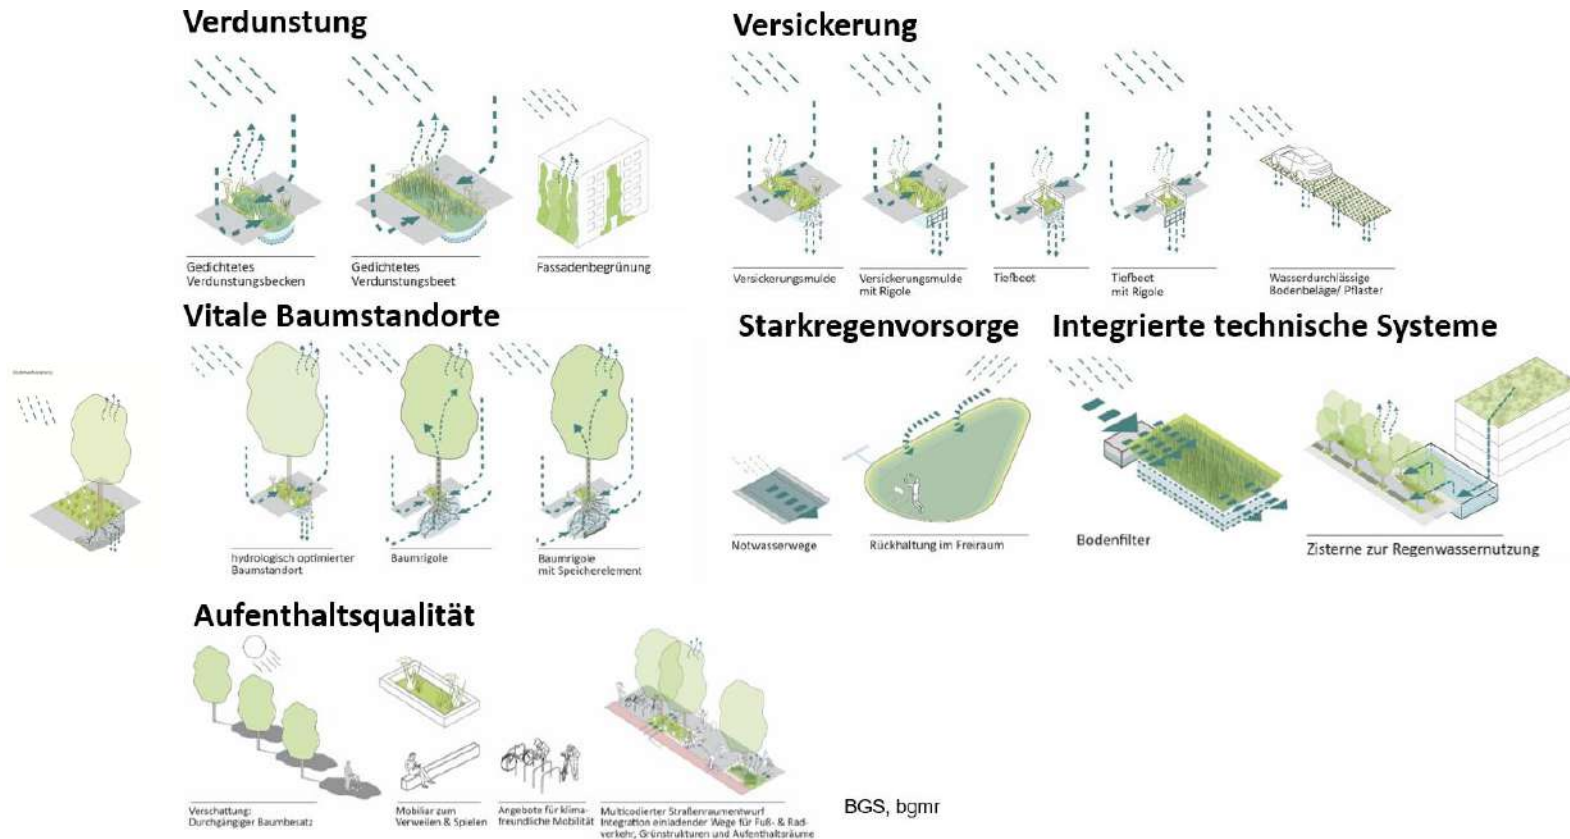 Verdunstung
Gedichtetes
Verdunstungsbecken
Gedichtetes
Verdunstungsbeet
Fassadenbegrünung
Versickerung
Versickerungsmulde
Versickerungsmulde
mit Rigole
Tiefbeet
Tiefbeet
mit Rigole
Wasserdurchlässige
Bodenbeläge/ Pflaster
Vitale Baumstandorte
hydrologisch optimierter
Baumstandort
Baumrigole
Baumrigole
mit Speicherelement
Starkregenvorsorge
Notwasserwege
Rückhaltung im Freiraum
Integrierte technische Systeme
Bodenfilter
Zisterne zur Regenwassernutzung
Aufenthaltsqualität
Verschattung:
Durchgängiger Baumbesatz
Mobiliar zum
Verweilen & Spielen
Angebote für klima-
freundliche Mobilität
Multicodierter Straßenraumentwurf
Integration einladender Wege für Fuß- & Rad-
verkehr, Grünstrukturen und Aufenthaltsräume
BGS, bgmr